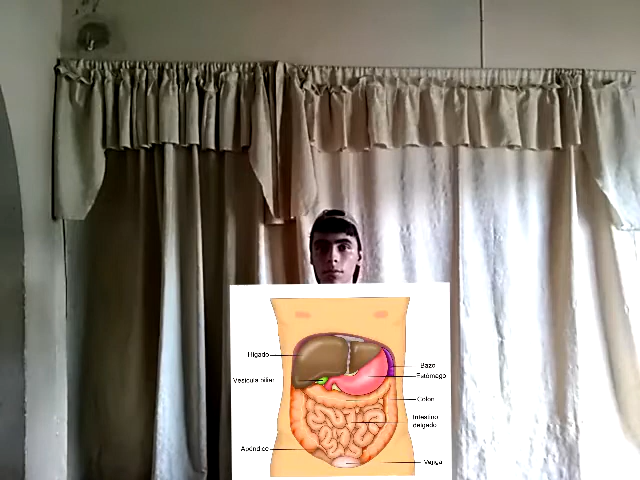 Hígado
Bazo
Vesícula biliar
Estómago
Colon
Intestino
delgado
Apéndice
Vejiga